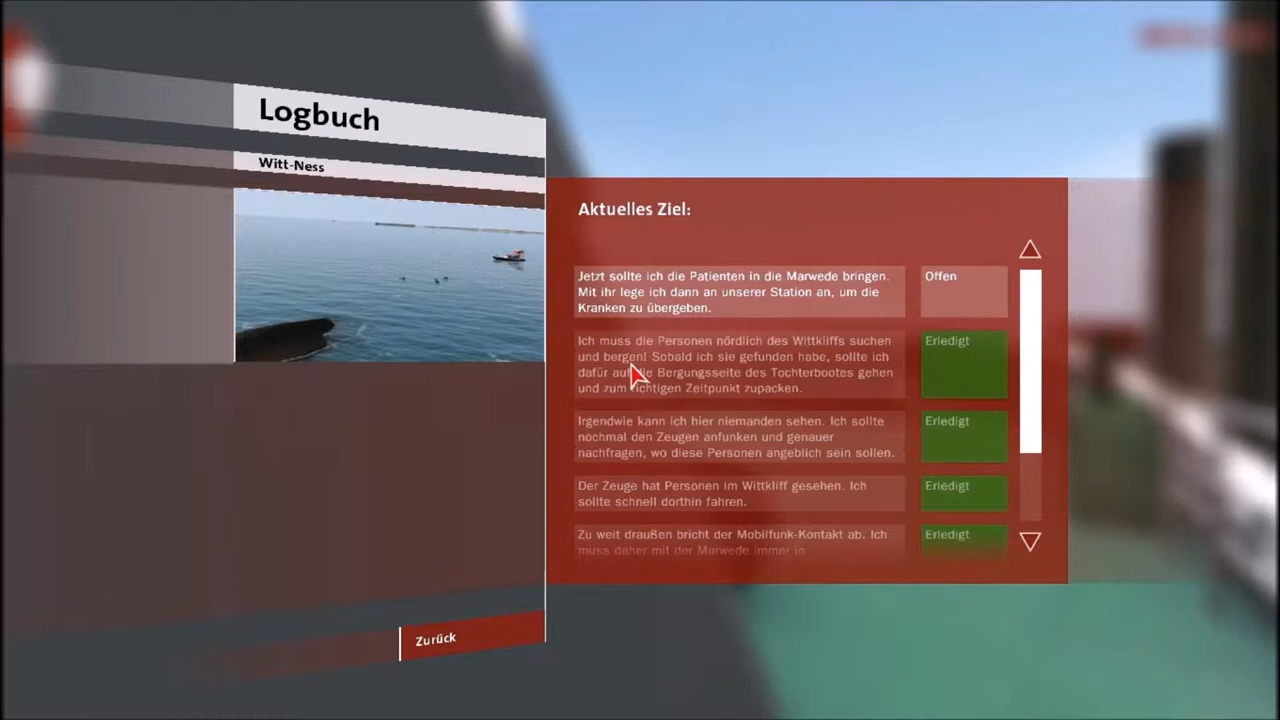 Logbuch
Witt-Ness
Aktuelles Ziel:
Jetzt sollte ich die Patienten in die Marwede bringen.
Mit ihr lege ich dann an unserer Station an, um die
Kranken zu übergeben.
Offen
Ich muss die Personen nördlich des Wittkliffs suchen
und bergen! Sobald ich sie gefunden habe, sollte ich
dafür auf die Bergungsseite des Tochterbootes gehen
und zum richtigen Zeitpunkt zupacken.
Erledigt
Irgendwie kann ich hier niemanden sehen. Ich sollte
nochmal den Zeugen anfunken und genauer
nachfragen, wo diese Personen angeblich sein sollen.
Erledigt
Der Zeuge hat Personen im Wittkliff gesehen. Ich
sollte schnell dorthin fahren.
Erledigt
Zu weit draußen bricht der Mobilfunk-Kontakt ab. Ich
muss daher mit der Marwede immer in
Erledigt
Zurück